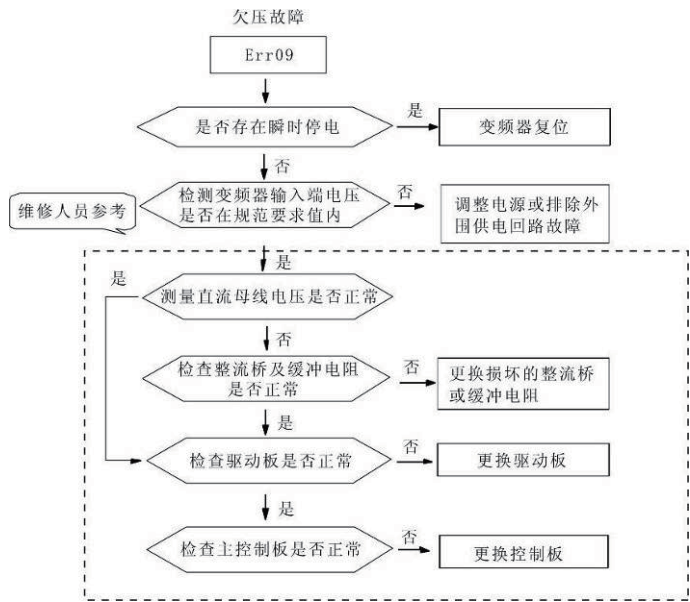 欠压故障
Err09
是否存在瞬时停电
是
变频器复位
否
检测变频器输入端电压
是否在规范要求值内
否
调整电源或排除外
围供电回路故障
维修人员参考
是
是
测量直流母线电压是否正常
否
检查整流桥及缓冲电阻
是否正常
否
更换损坏的整流桥
或缓冲电阻
是
检查驱动板是否正常
否
更换驱动板
是
检查主控制板是否正常
否
更换控制板